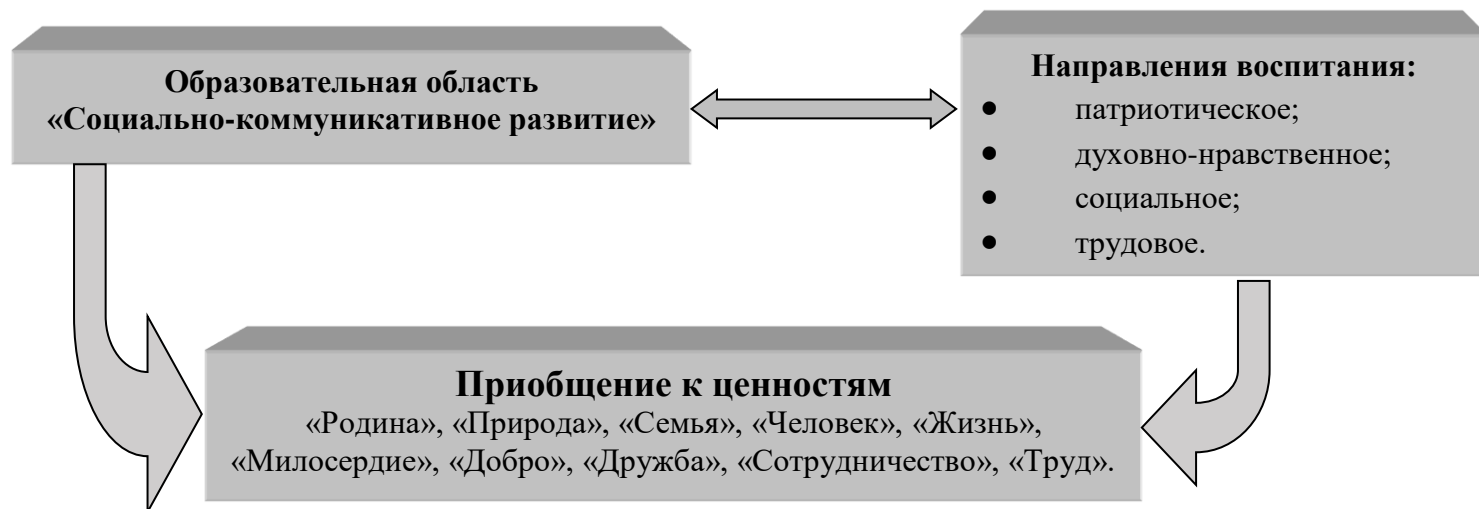 Образовательная область
«Социально-коммуникативное развитие»
Направления воспитания:
• патриотическое;
• духовно-нравственное;
• социальное;
• трудовое.
Приобщение к ценностям
«Родина», «Природа», «Семья», «Человек», «Жизнь»,
«Милосердие», «Добро», «Дружба», «Сотрудничество», «Труд».